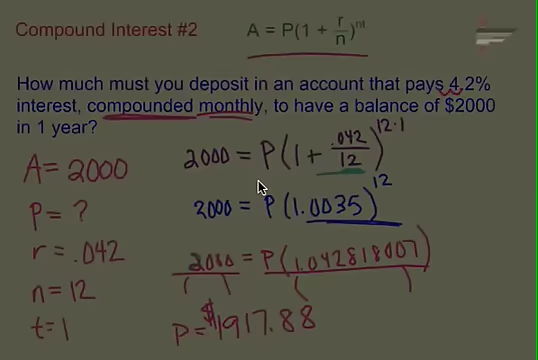 Compound Interest #2
A = P(1 + r/n)^nt
How much must you deposit in an account that pays 4.2%
interest, compounded monthly, to have a balance of $2000
in 1 year?
A = 2000
P = ?
r = .042
n = 12
t = 1
2000 = P(1 + .042/12)^12·1
2000 = P(1.0035)^12
2000 = P(1.042818007)
P = $1917.88